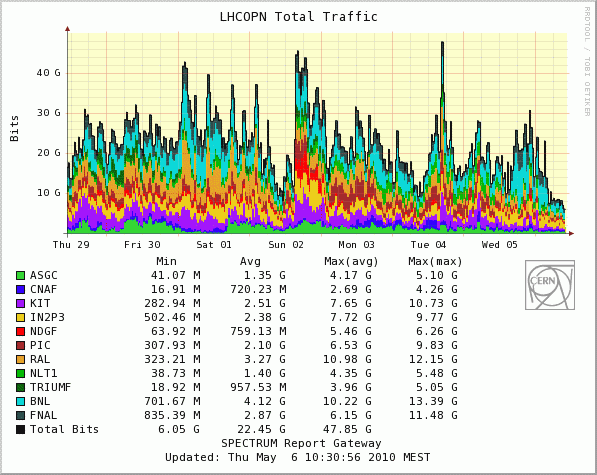 LHCOPN Total Traffic
RRDTOOL / TOBI OETIKER
Bits
40 G
30 G
20 G
10 G
Thu 29 Fri 30 Sat 01 Sun 02 Mon 03 Tue 04 Wed 05
Min Avg Max(avg) Max(max)
ASGC 41.07 M 1.35 G 4.17 G 5.10 G
CNAF 16.91 M 720.23 M 2.69 G 4.26 G
KIT 282.94 M 2.51 G 7.65 G 10.73 G
IN2P3 502.46 M 2.38 G 7.72 G 9.77 G
NDGF 63.92 M 759.13 M 5.46 G 6.26 G
PIC 307.93 M 2.10 G 6.53 G 9.83 G
RAL 323.21 M 3.27 G 10.98 G 12.15 G
NLT1 38.73 M 1.40 G 4.35 G 5.48 G
TRIUMF 18.92 M 957.53 M 3.96 G 5.05 G
BNL 701.67 M 4.12 G 10.22 G 13.39 G
FNAL 835.39 M 2.87 G 6.15 G 11.48 G
Total Bits 6.05 G 22.45 G 47.85 G
CERN
SPECTRUM Report Gateway
Updated: Thu May 6 10:30:56 2010 MEST